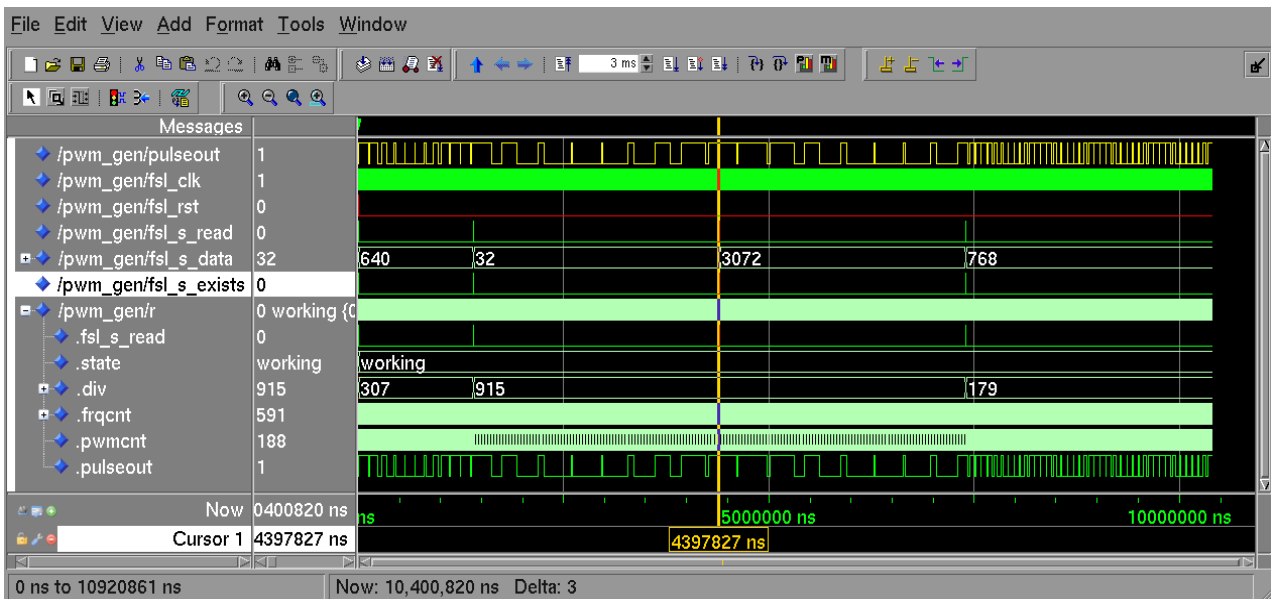 File Edit View Add Format Tools Window
3 ms
Messages
/pwm_gen/pulseout 1
/pwm_gen/fsl_clk 1
/pwm_gen/fsl_rst 0
/pwm_gen/fsl_s_read 0
/pwm_gen/fsl_s_data 32 640 32 3072 768
/pwm_gen/fsl_s_exists 0
/pwm_gen/r 0 working {0
.fsl_s_read 0
.state working working
.div 915 307 915 179
.frqcnt 591
.pwmcnt 188
.pulseout 1
Now 0400820 ns ns 5000000 ns 10000000 ns
Cursor 1 4397827 ns 4397827 ns
0 ns to 10920861 ns Now: 10,400,820 ns Delta: 3